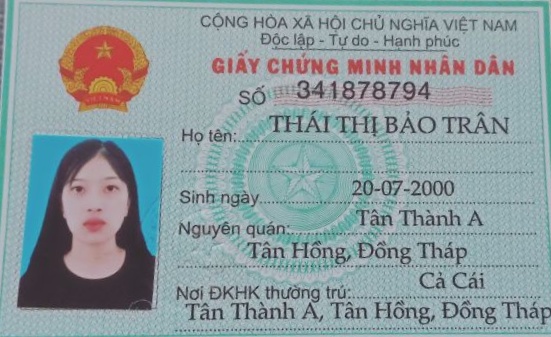 CỘNG HÒA XÃ HỘI CHỦ NGHĨA VIỆT NAM
Độc lập - Tự do - Hạnh phúc
GIẤY CHỨNG MINH NHÂN DÂN
SỐ 341878794
Họ tên: THÁI THỊ BẢO TRÂN
Sinh ngày 20-07-2000
Nguyên quán: Tân Thành A
Tân Hồng, Đồng Tháp
Nơi ĐKHK thường trú: Cả Cái
Tân Thành A, Tân Hồng, Đồng Tháp